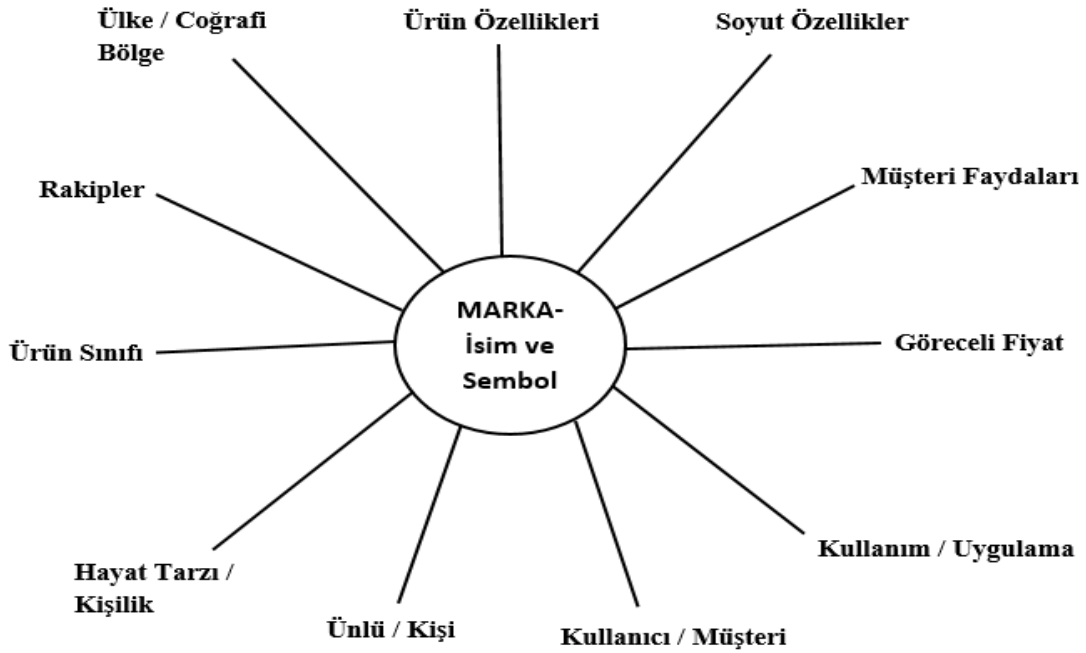 Ülke / Coğrafi
Bölge
Ürün Özellikleri
Soyut Özellikler
Rakipler
Müşteri Faydaları
MARKA-
İsim ve
Sembol
Ürün Sınıfı
Göreceli Fiyat
Hayat Tarzı /
Kişilik
Ünlü / Kişi
Kullanıcı / Müşteri
Kullanım / Uygulama